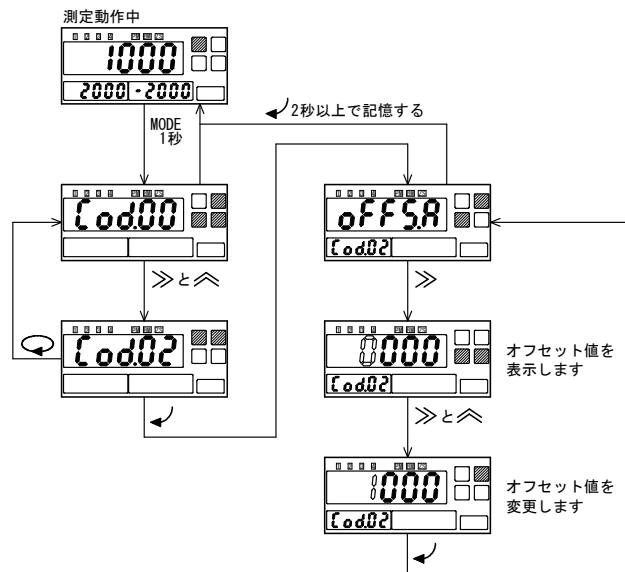 測定動作中
1000
2000 -2000
MODE
1秒
2秒以上で記憶する
Cod.00
≫と︽
Cod.02
oFFS.A
Cod.02
≫
0000
Cod.02
オフセット値を
表示します
≫と︽
1000
Cod.02
オフセット値を
変更します